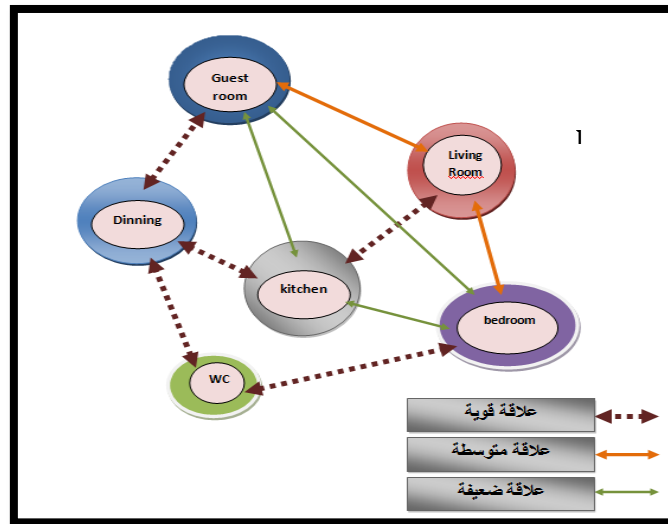 Guest
room
Living
Room
1
Dinning
kitchen
bedroom
WC
علاقة قوية
علاقة متوسطة
علاقة ضعيفة